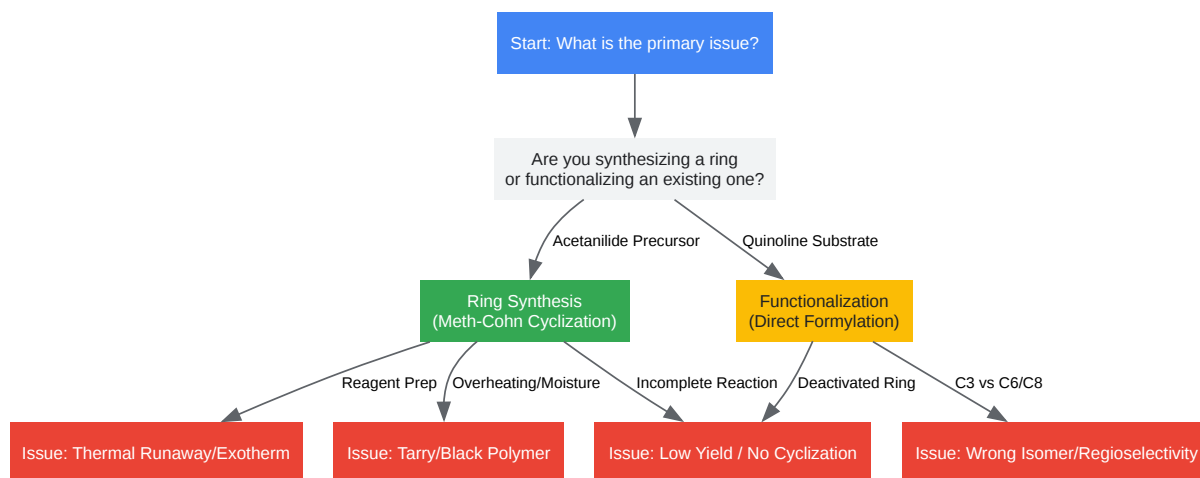 Start: What is the primary issue?
Are you synthesizing a ring
or functionalizing an existing one?
Acetanilide Precursor
Quinoline Substrate
Ring Synthesis
(Meth-Cohn Cyclization)
Functionalization
(Direct Formylation)
Reagent Prep
Overheating/Moisture
Incomplete Reaction
Deactivated Ring
C3 vs C6/C8
Issue: Thermal Runaway/Exotherm
Issue: Tarry/Black Polymer
Issue: Low Yield / No Cyclization
Issue: Wrong Isomer/Regioselectivity